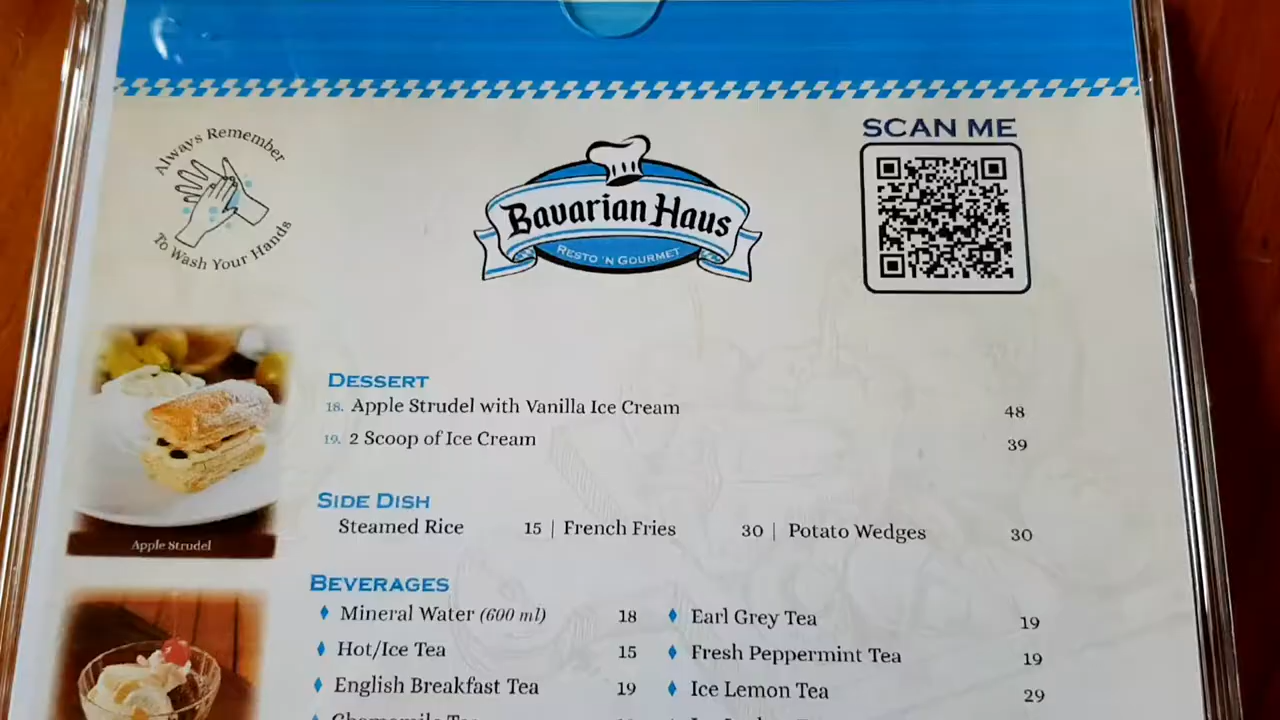 Always Remember
To Wash Your Hands
Bavarian Haus
RESTO 'N GOURMET
SCAN ME
DESSERT
18. Apple Strudel with Vanilla Ice Cream 48
19. 2 Scoop of Ice Cream 39
SIDE DISH
Steamed Rice 15 | French Fries 30 | Potato Wedges 30
Apple Strudel
BEVERAGES
Mineral Water (600 ml) 18 Earl Grey Tea 19
Hot/Ice Tea 15 Fresh Peppermint Tea 19
English Breakfast Tea 19 Ice Lemon Tea 29